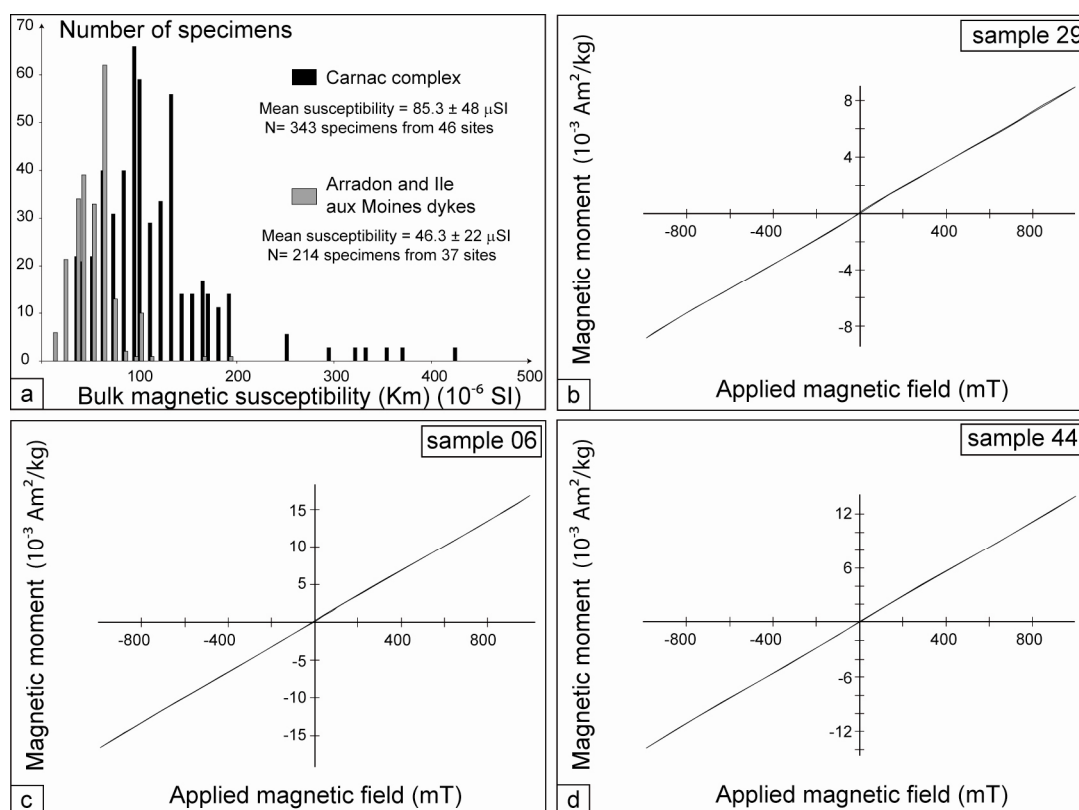 Number of specimens
70
60
50
40
30
20
10
0
Carnac complex
Mean susceptibility = 85.3 ± 48 µSI
N= 343 specimens from 46 sites
Arradon and Ile
aux Moines dykes
Mean susceptibility = 46.3 ± 22 µSI
N= 214 specimens from 37 sites
100 200 300 400 500
Bulk magnetic susceptibility (Km) (10⁻⁶ SI)
a
sample 29
Magnetic moment (10⁻³ Am²/kg)
8
4
-800 -400 400 800
-4
-8
Applied magnetic field (mT)
b
sample 06
Magnetic moment (10⁻³ Am²/kg)
15
10
5
-800 -400 400 800
-5
-10
-15
Applied magnetic field (mT)
c
sample 44
Magnetic moment (10⁻³ Am²/kg)
12
6
-800 -400 400 800
-6
-12
Applied magnetic field (mT)
d